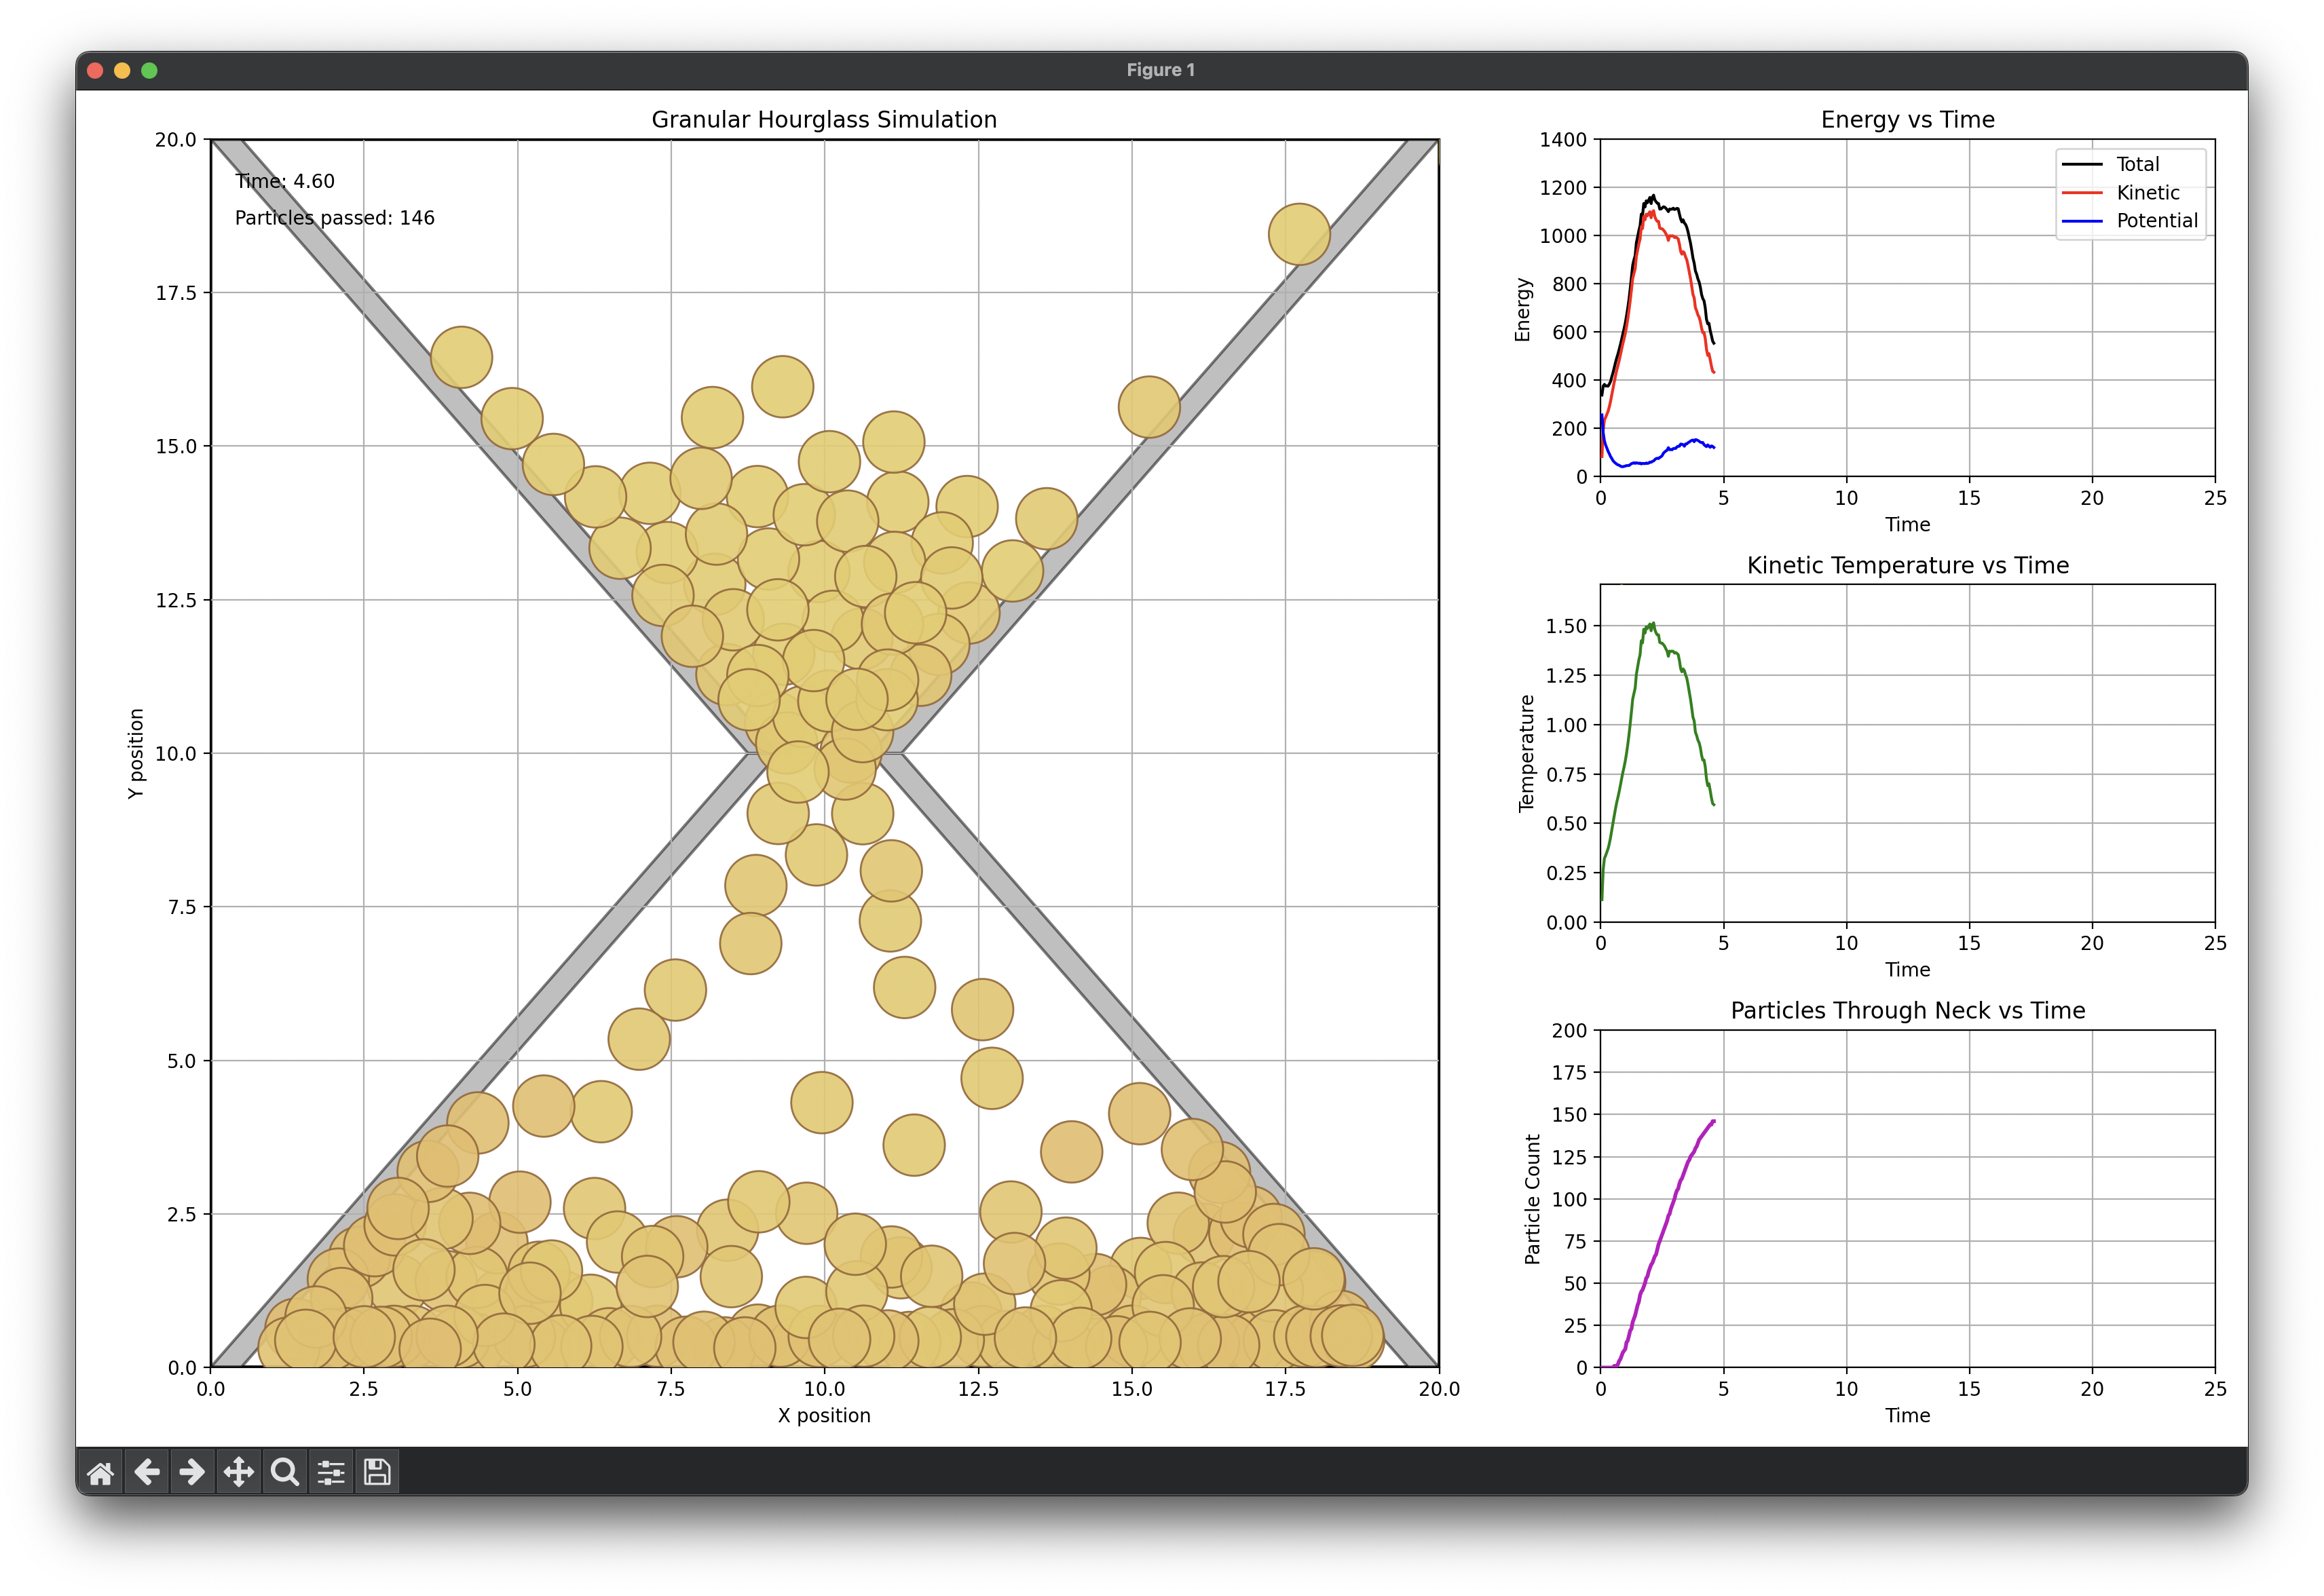 Figure 1
Granular Hourglass Simulation
Time: 4.60
Particles passed: 146
20.0
17.5
15.0
12.5
10.0
7.5
5.0
2.5
0.0
Y position
0.0 2.5 5.0 7.5 10.0 12.5 15.0 17.5 20.0
X position
Energy vs Time
1400
1200
1000
800
600
400
200
0
Energy
Total
Kinetic
Potential
0 5 10 15 20 25
Time
Kinetic Temperature vs Time
1.50
1.25
1.00
0.75
0.50
0.25
0.00
Temperature
0 5 10 15 20 25
Time
Particles Through Neck vs Time
200
175
150
125
100
75
50
25
0
Particle Count
0 5 10 15 20 25
Time